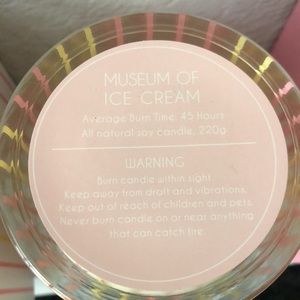 MUSEUM OF
ICE CREAM
Average Burn Time: 45 Hours
All natural soy candle, 220g
WARNING
Burn candle within sight.
Keep away from draft and vibrations.
Keep out of reach of children and pets.
Never burn candle on or near anything
that can catch fire.